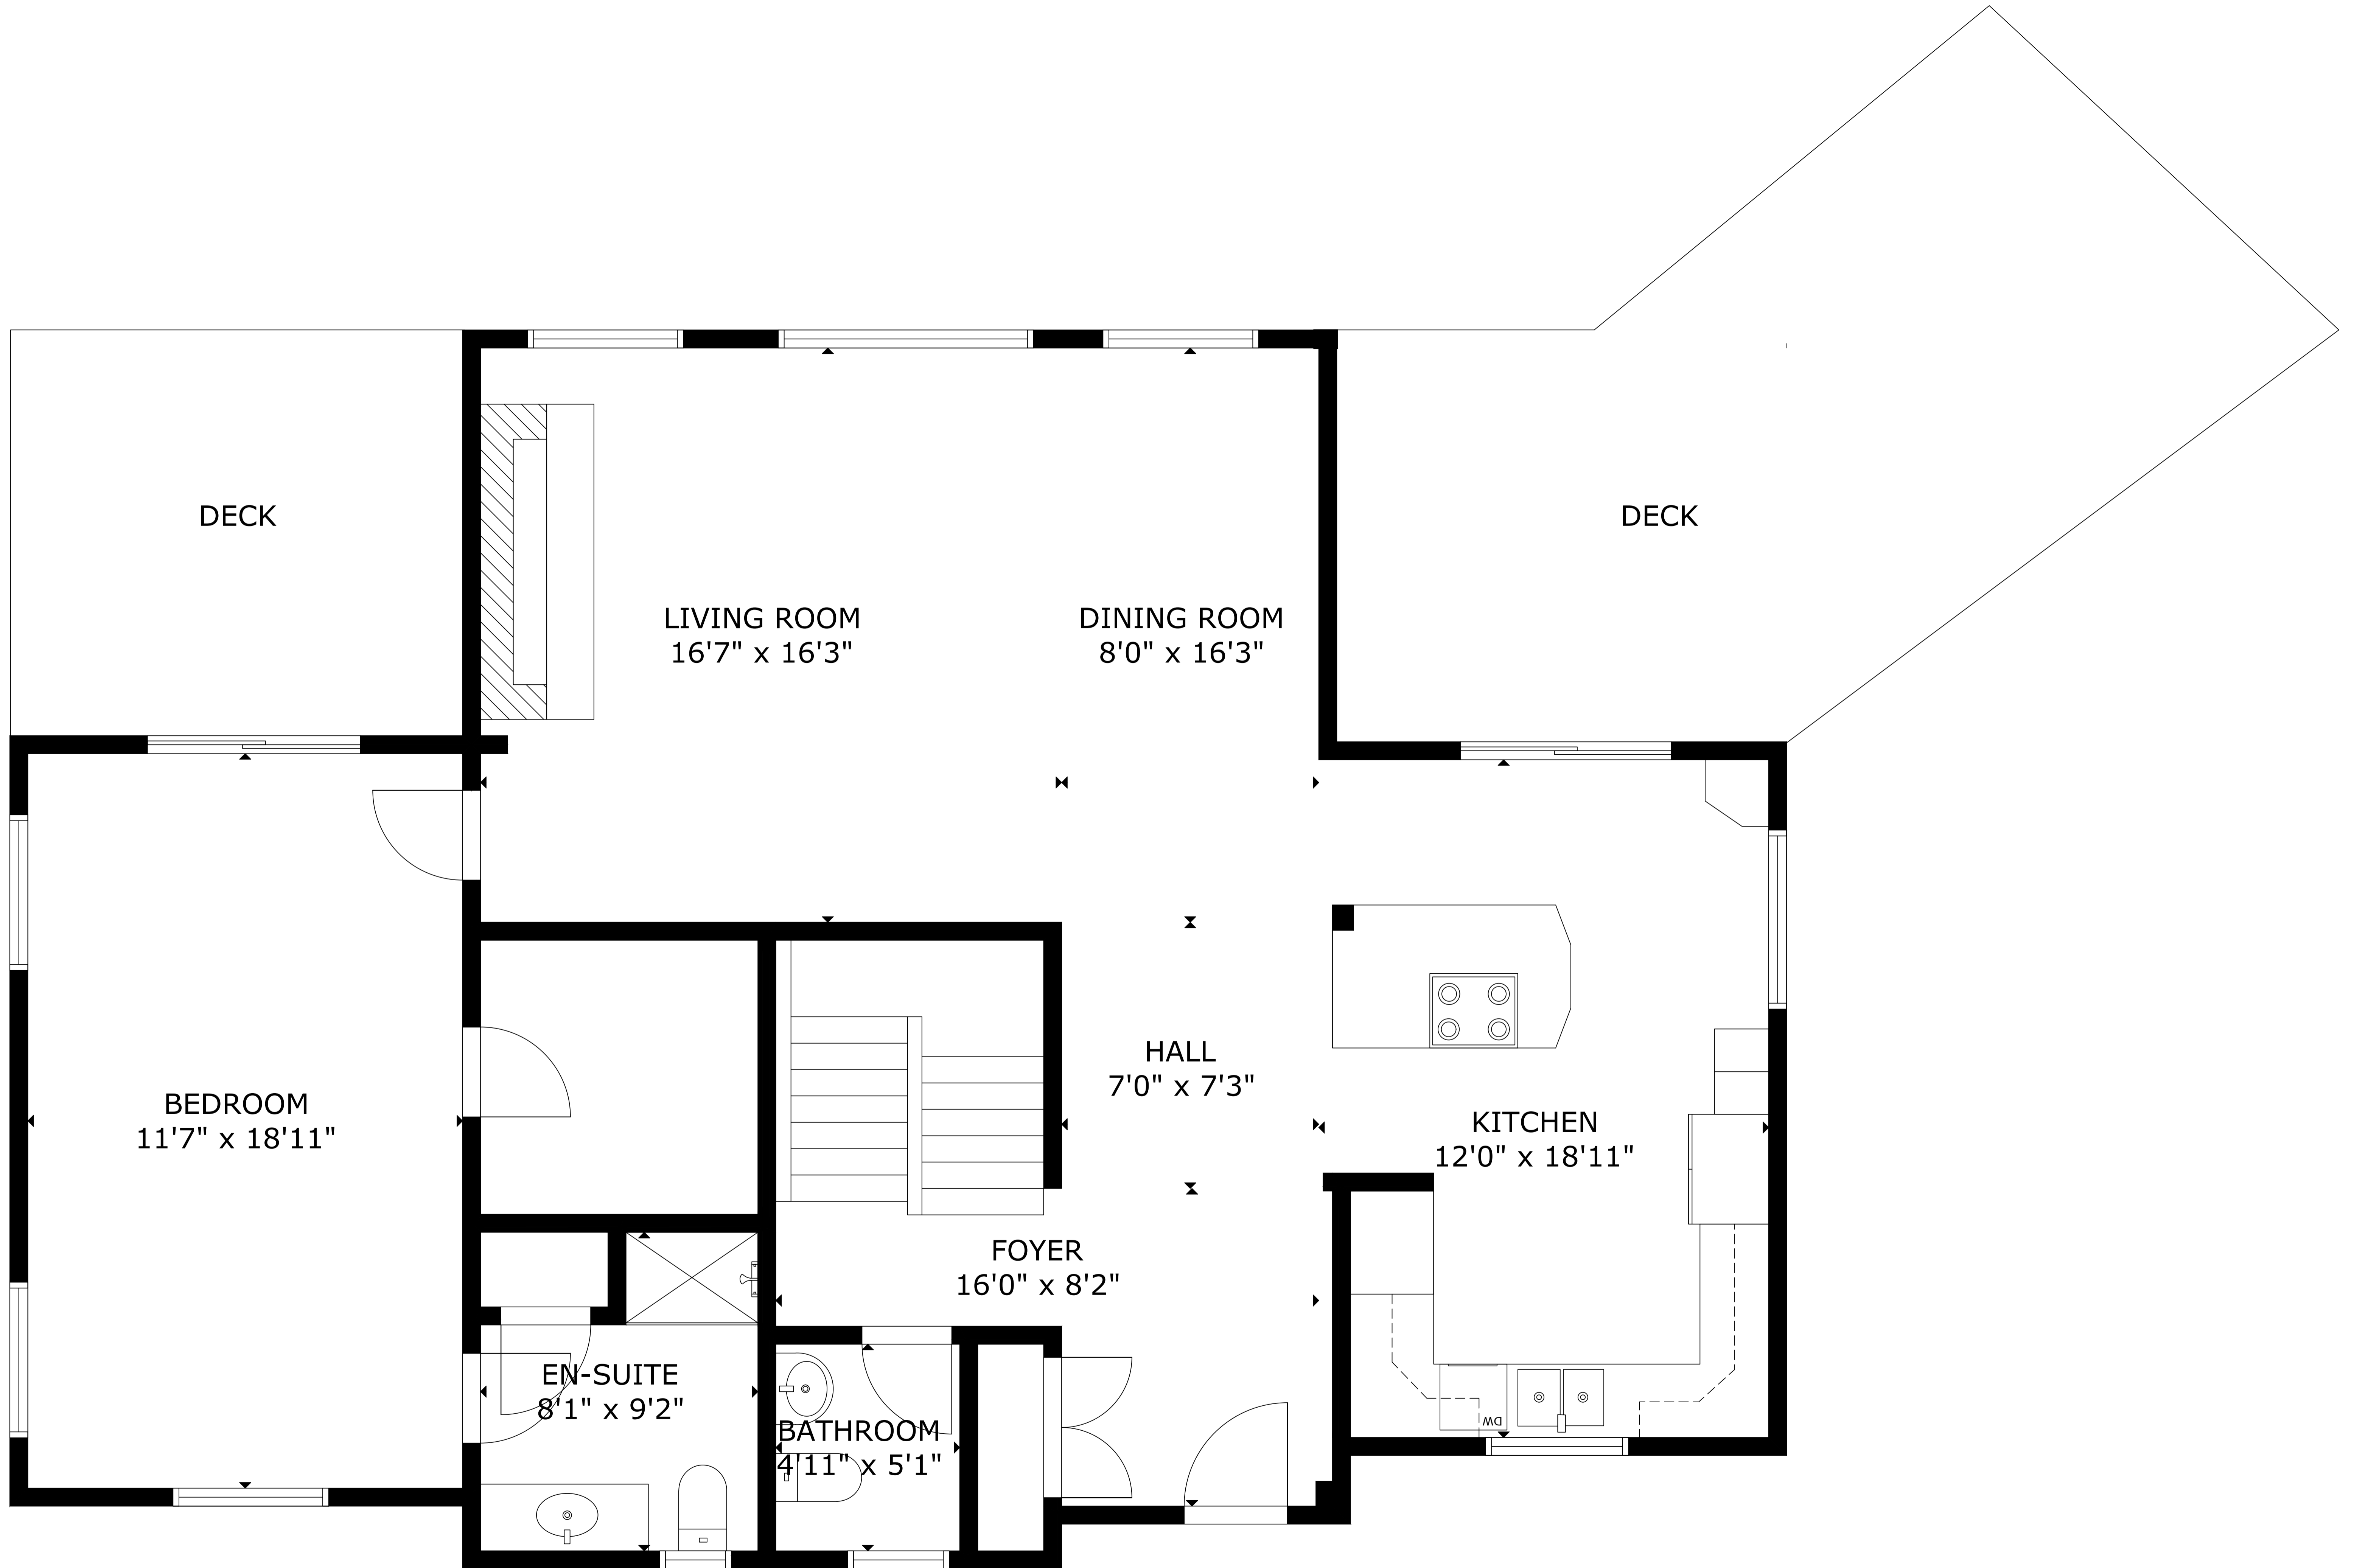 DECK
DECK
LIVING ROOM
16'7" x 16'3"
DINING ROOM
8'0" x 16'3"
HALL
7'0" x 7'3"
BEDROOM
11'7" x 18'11"
KITCHEN
12'0" x 18'11"
FOYER
16'0" x 8'2"
EN-SUITE
8'1" x 9'2"
BATHROOM
4'11" x 5'1"
DW